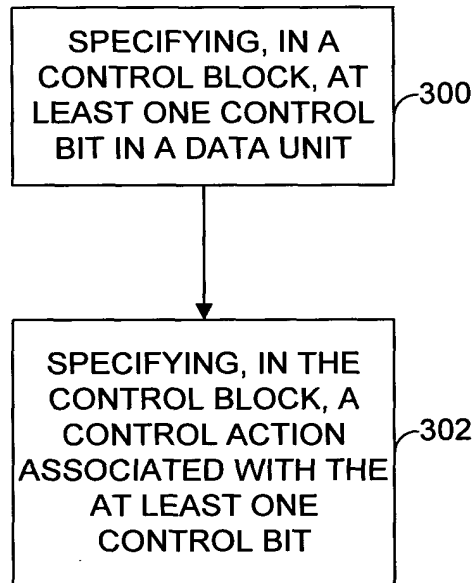 SPECIFYING, IN A
CONTROL BLOCK, AT
LEAST ONE CONTROL
BIT IN A DATA UNIT
300
SPECIFYING, IN THE
CONTROL BLOCK, A
CONTROL ACTION
ASSOCIATED WITH THE
AT LEAST ONE
CONTROL BIT
302